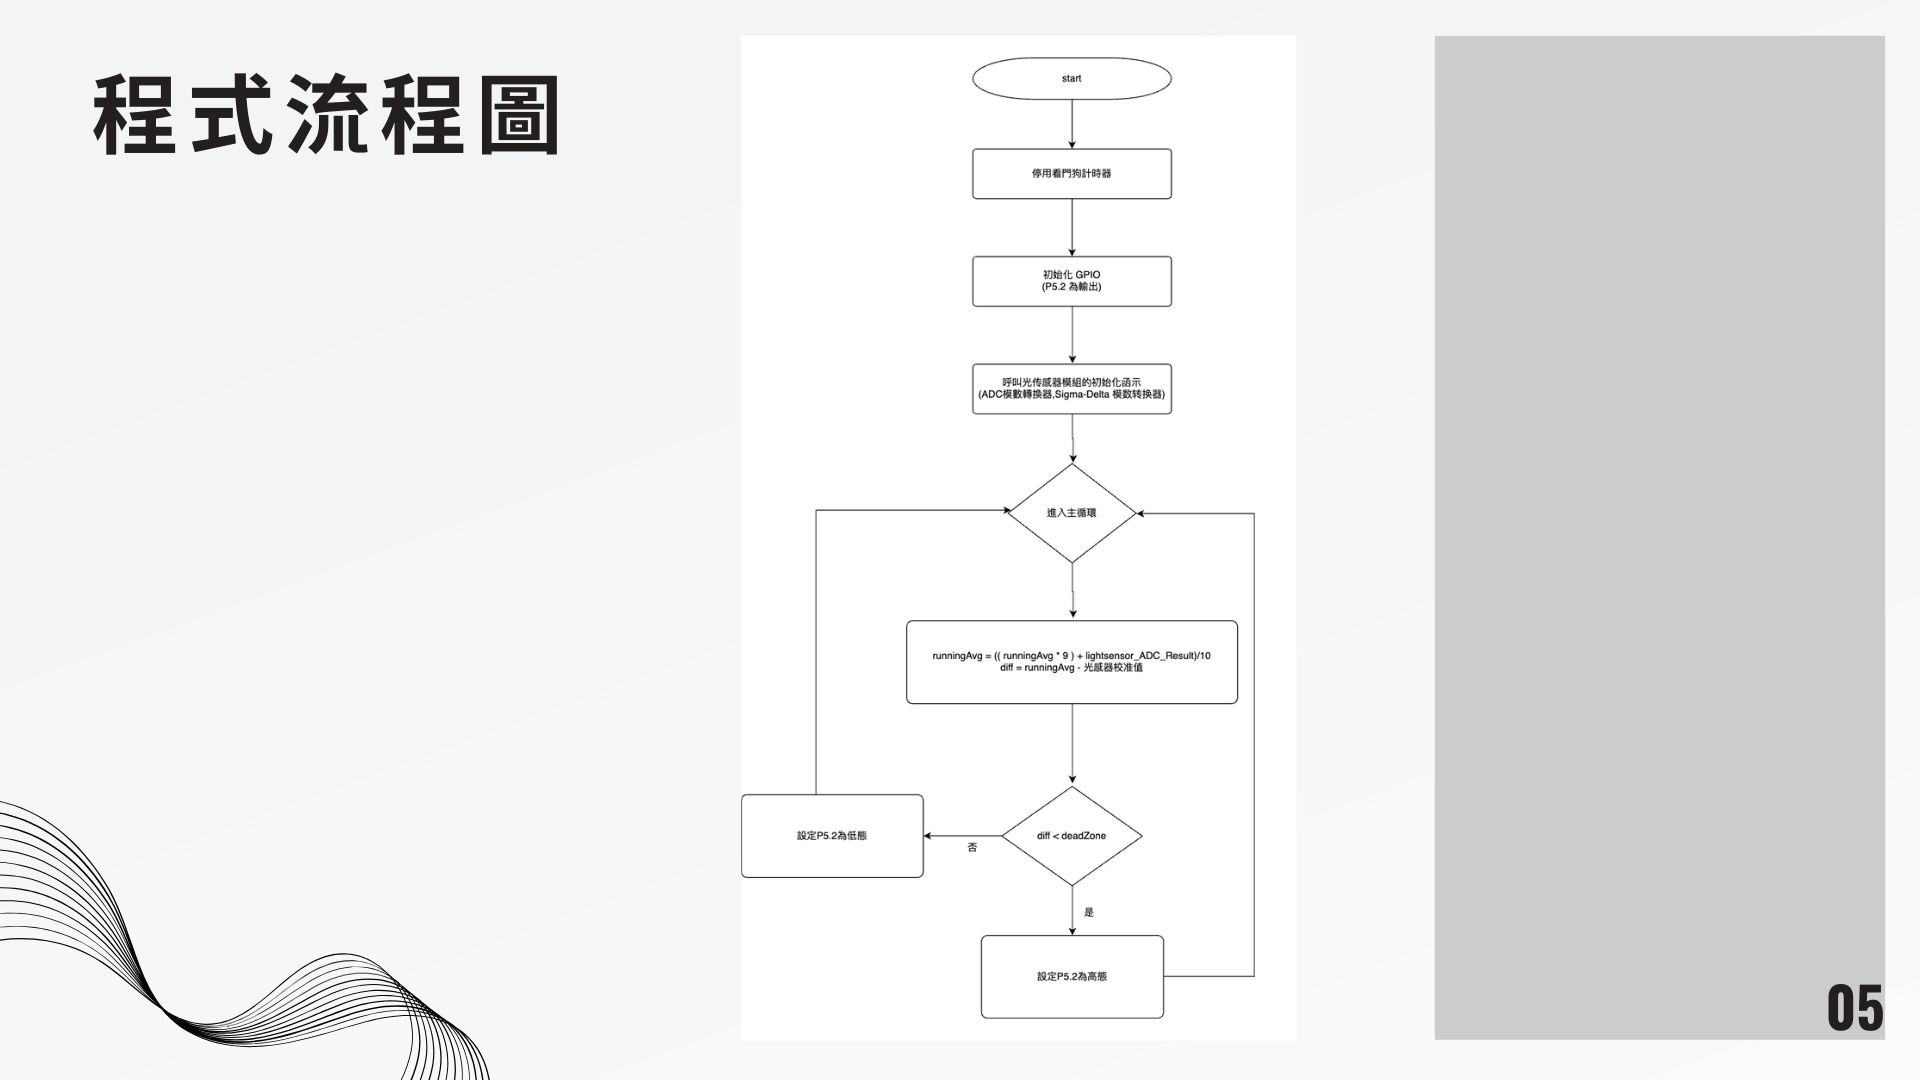 程式流程圖
start
停用看門狗計時器
初始化 GPIO
(P5.2 為輸出)
呼叫光传感器模組的初始化函示
(ADC模數轉換器,Sigma-Delta 模数转换器)
進入主循環
runningAvg = (( runningAvg * 9 ) + lightsensor_ADC_Result)/10
diff = runningAvg - 光感器校准值
diff < deadZone
否
設定P5.2為低態
是
設定P5.2為高態
05